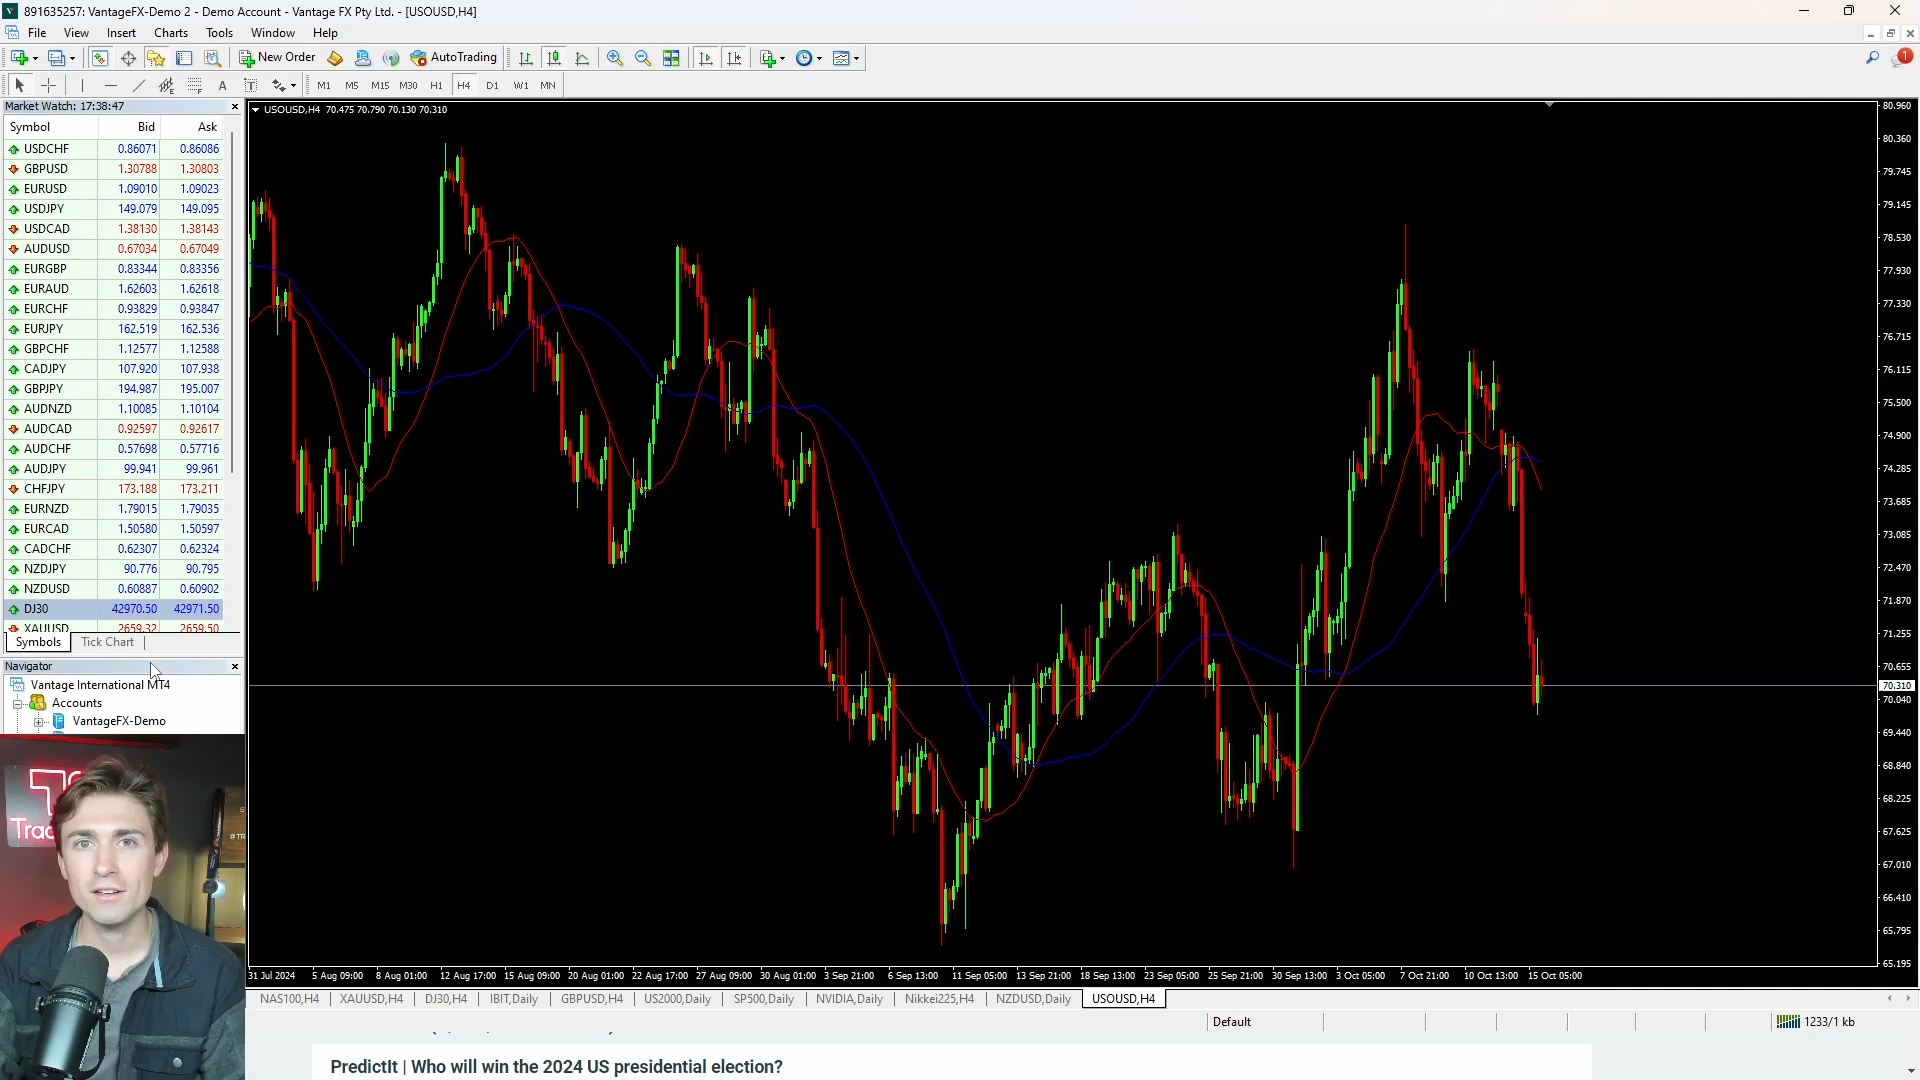 891635257: VantageFX-Demo 2 - Demo Account - Vantage FX Pty Ltd. - [USOUSD,H4]
File View Insert Charts Tools Window Help
New Order AutoTrading 1
A T M1 M5 M15 M30 H1 H4 D1 W1 MN
Market Watch: 17:38:47
Symbol Bid Ask
USDCHF 0.86071 0.86086
GBPUSD 1.30788 1.30803
EURUSD 1.09010 1.09023
USDJPY 149.079 149.095
USDCAD 1.38130 1.38143
AUDUSD 0.67034 0.67049
EURGBP 0.83344 0.83356
EURAUD 1.62603 1.62618
EURCHF 0.93829 0.93847
EURJPY 162.519 162.536
GBPCHF 1.12577 1.12588
CADJPY 107.920 107.938
GBPJPY 194.987 195.007
AUDNZD 1.10085 1.10104
AUDCAD 0.92597 0.92617
AUDCHF 0.57698 0.57716
AUDJPY 99.941 99.961
CHFJPY 173.188 173.211
EURNZD 1.79015 1.79035
EURCAD 1.50580 1.50597
CADCHF 0.62307 0.62324
NZDJPY 90.776 90.795
NZDUSD 0.60887 0.60902
DJ30 42970.50 42971.50
XAUUSD 2659.32 2659.50
Symbols Tick Chart
Navigator
Vantage International MT4
Accounts
VantageFX-Demo
USOUSD,H4 70.475 70.790 70.130 70.310
80.960
80.360
79.745
79.145
78.530
77.930
77.330
76.715
76.115
75.500
74.900
74.285
73.685
73.085
72.470
71.870
71.255
70.655
70.310
70.040
69.440
68.840
68.225
67.625
67.010
66.410
65.795
65.195
31 Jul 2024 5 Aug 09:00 8 Aug 01:00 12 Aug 17:00 15 Aug 09:00 20 Aug 01:00 22 Aug 17:00 27 Aug 09:00 30 Aug 01:00 3 Sep 21:00 6 Sep 13:00 11 Sep 05:00 13 Sep 21:00 18 Sep 13:00 23 Sep 05:00 25 Sep 21:00 30 Sep 13:00 3 Oct 05:00 7 Oct 21:00 10 Oct 13:00 15 Oct 05:00
NAS100,H4 XAUUSD,H4 DJ30,H4 IBIT,Daily GBPUSD,H4 US2000,Daily SP500,Daily NVIDIA,Daily Nikkei225,H4 NZDUSD,Daily USOUSD,H4
Default 1233/1 kb
PredictIt | Who will win the 2024 US presidential election?